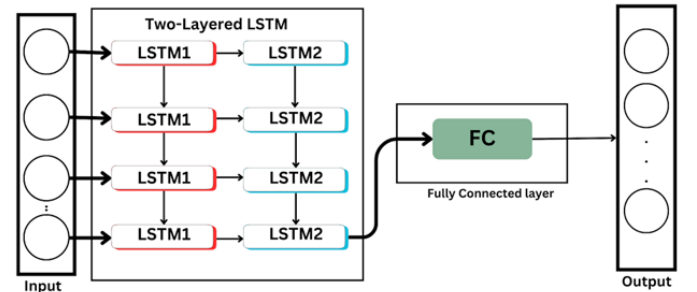 Two-Layered LSTM
LSTM1 LSTM2
LSTM1 LSTM2
LSTM1 LSTM2
LSTM1 LSTM2
FC
Fully Connected layer
Input
Output